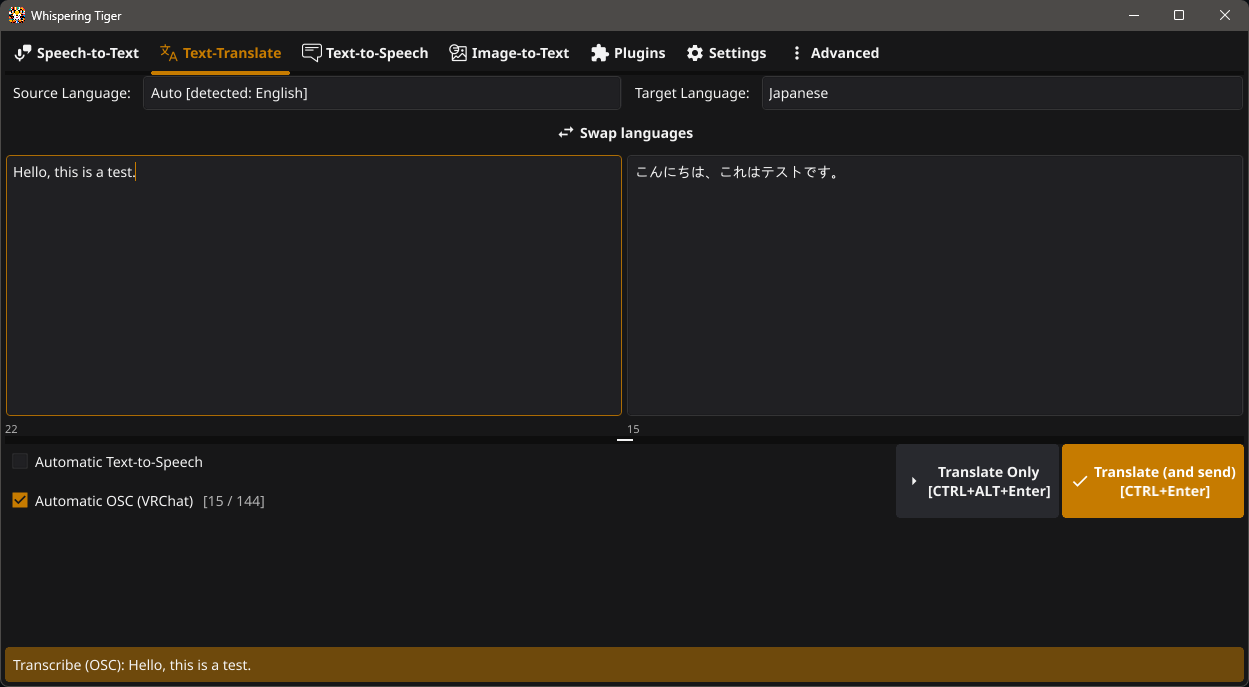 Whispering Tiger
Speech-to-Text Text-Translate Text-to-Speech Image-to-Text Plugins Settings Advanced
Source Language: Auto [detected: English] Target Language: Japanese
Swap languages
Hello, this is a test.
こんにちは、これはテストです。
22 15
Automatic Text-to-Speech
Automatic OSC (VRChat) [15 / 144]
Translate Only
[CTRL+ALT+Enter]
Translate (and send)
[CTRL+Enter]
Transcribe (OSC): Hello, this is a test.